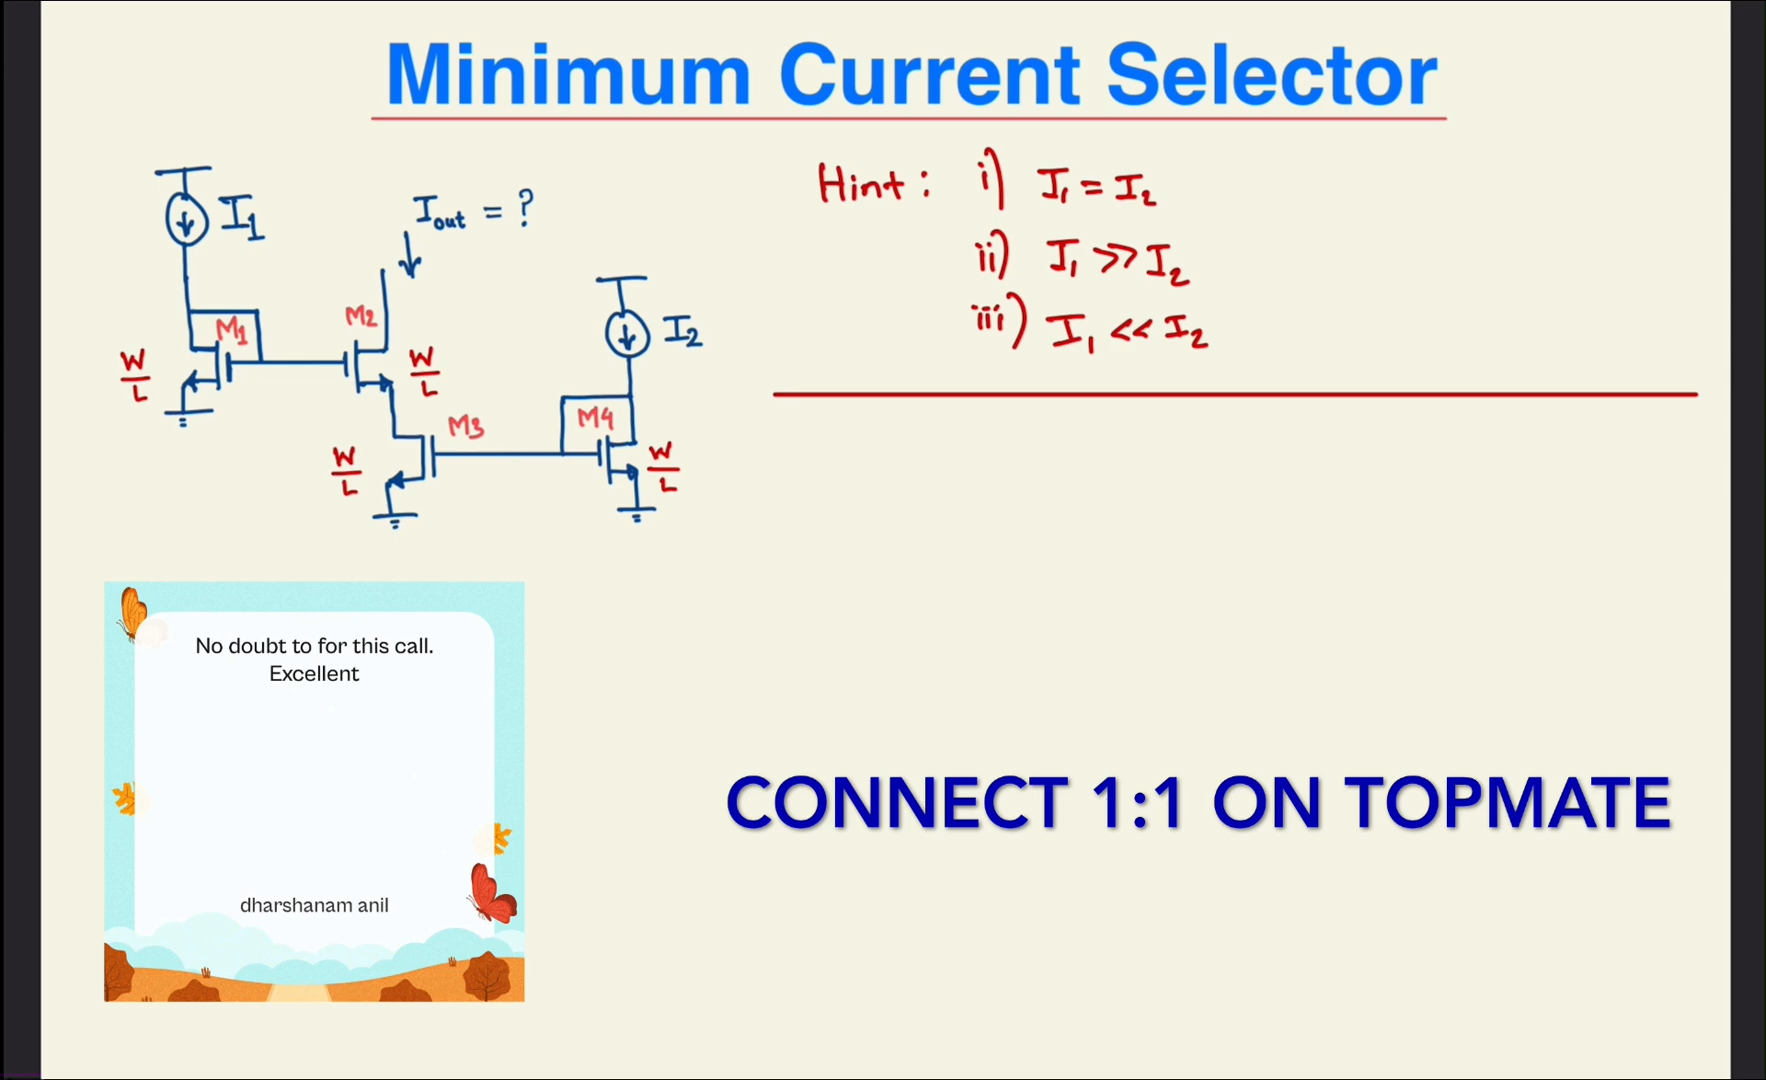 Minimum Current Selector
I1
Iout = ?
M1
M2
W/L
W/L
I2
M3
M4
W/L
W/L
Hint : i) I1 = I2
ii) I1 >> I2
iii) I1 << I2
No doubt to for this call.
Excellent
dharshanam anil
CONNECT 1:1 ON TOPMATE